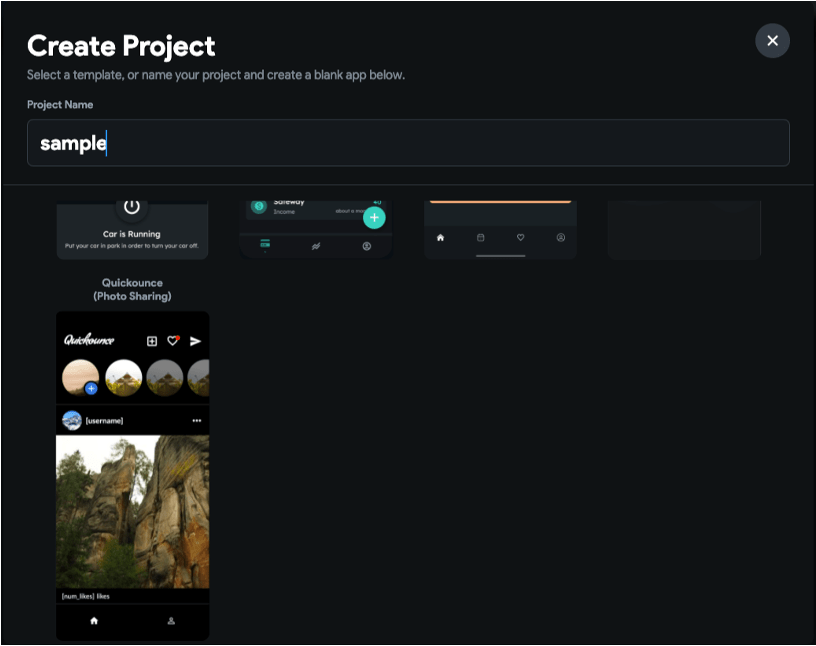 Create Project
Select a template, or name your project and create a blank app below.
Project Name
sample
Car is Running
Put your car in park in order to turn your car off.
Safeway
Income
about a
Quickounce
(Photo Sharing)
Quickounce
[username]
[num_likes] likes